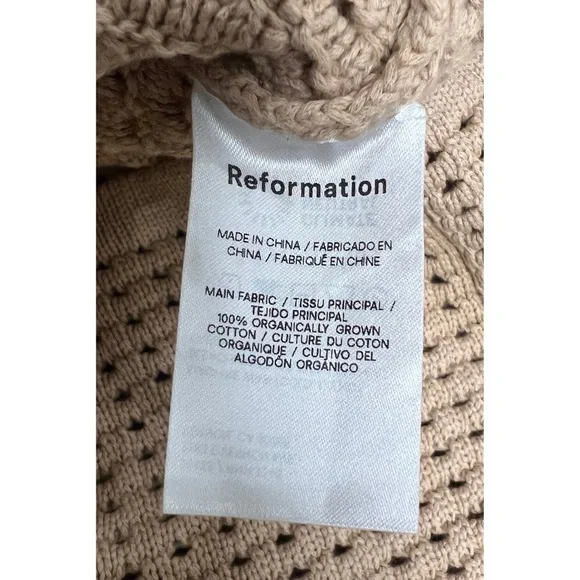 Reformation
MADE IN CHINA / FABRICADO EN
CHINA / FABRIQUÉ EN CHINE
MAIN FABRIC / TISSU PRINCIPAL /
TEJIDO PRINCIPAL
100% ORGANICALLY GROWN
COTTON / CULTURE DU COTON
ORGANIQUE / CULTIVO DEL
ALGODÓN ORGÁNICO